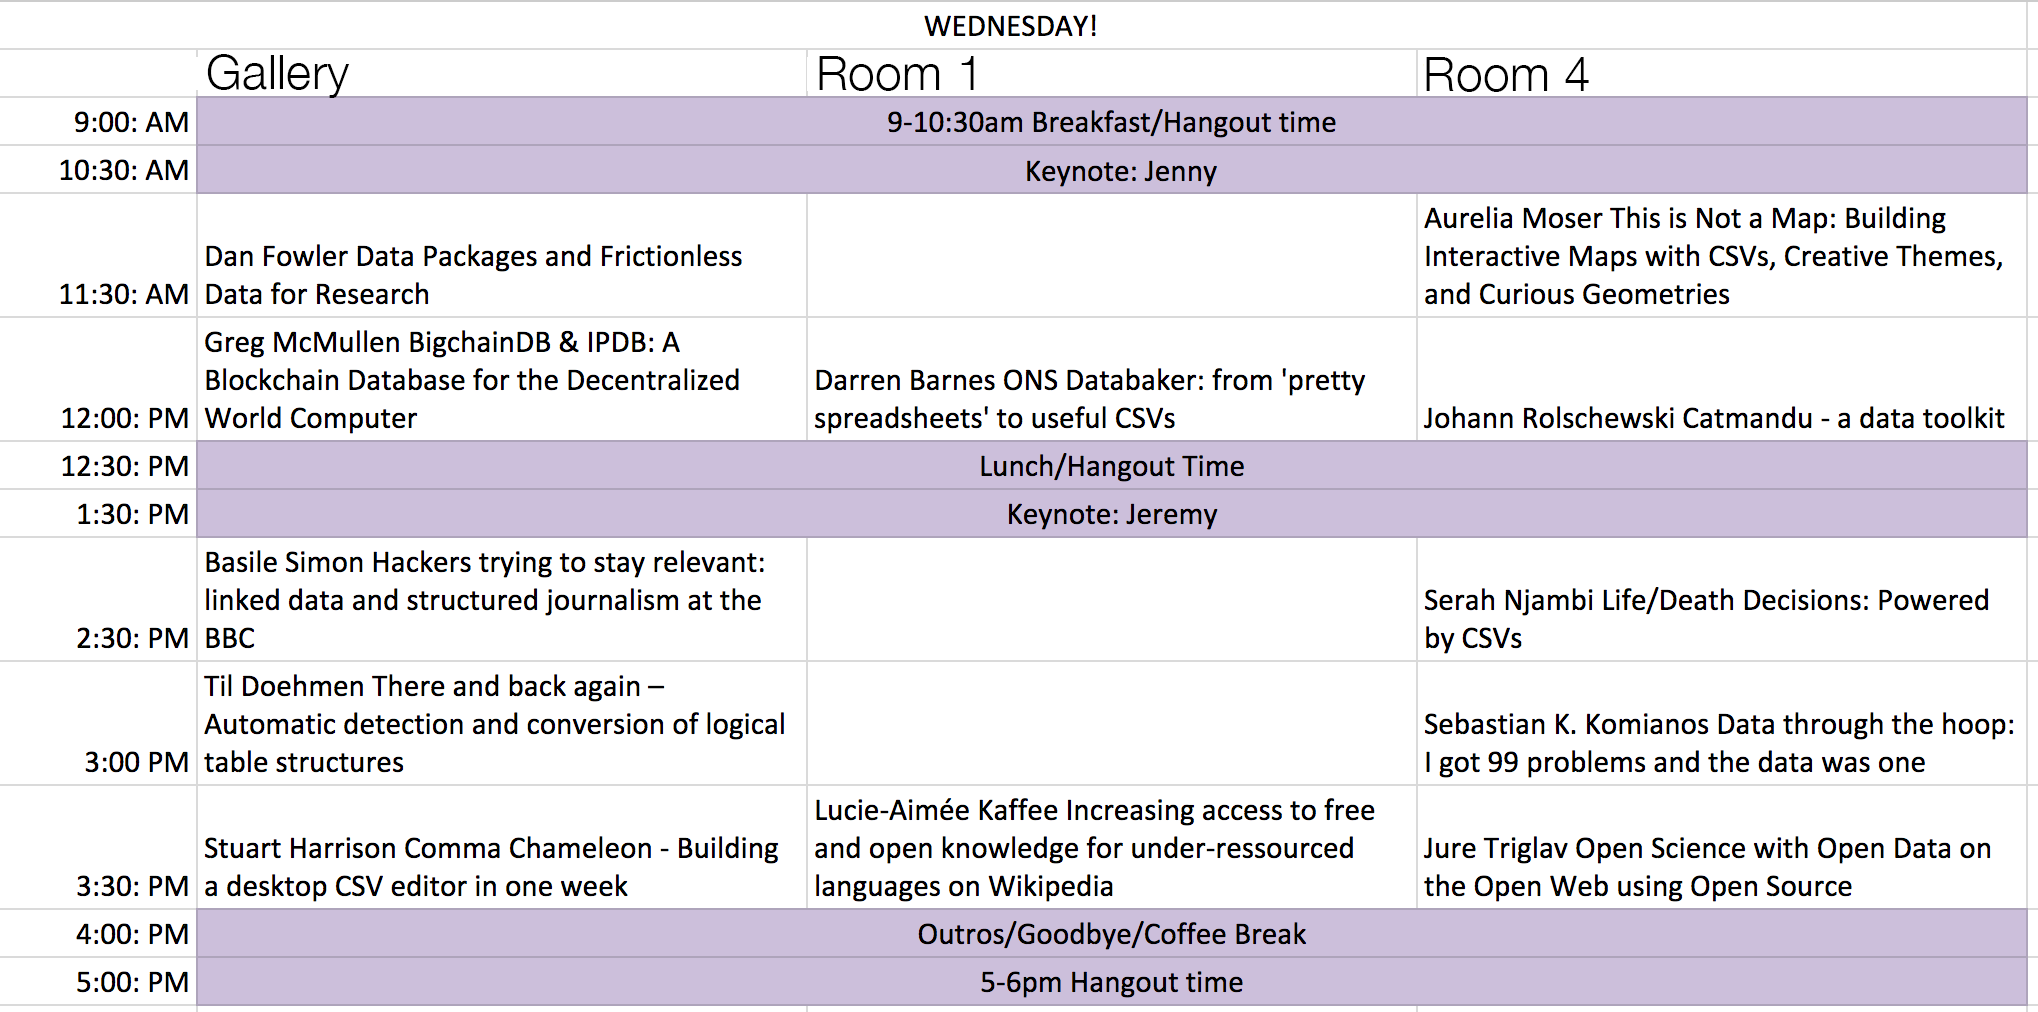 WEDNESDAY!
Gallery Room 1 Room 4
9:00: AM 9-10:30am Breakfast/Hangout time
10:30: AM Keynote: Jenny
11:30: AM
Dan Fowler Data Packages and Frictionless
Data for Research
Aurelia Moser This is Not a Map: Building
Interactive Maps with CSVs, Creative Themes,
and Curious Geometries
12:00: PM
Greg McMullen BigchainDB & IPDB: A
Blockchain Database for the Decentralized
World Computer
Darren Barnes ONS Databaker: from 'pretty
spreadsheets' to useful CSVs
Johann Rolschewski Catmandu - a data toolkit
12:30: PM Lunch/Hangout Time
1:30: PM Keynote: Jeremy
2:30: PM
Basile Simon Hackers trying to stay relevant:
linked data and structured journalism at the
BBC
Serah Njambi Life/Death Decisions: Powered
by CSVs
3:00 PM
Til Doehmen There and back again –
Automatic detection and conversion of logical
table structures
Sebastian K. Komianos Data through the hoop:
I got 99 problems and the data was one
3:30: PM
Stuart Harrison Comma Chameleon - Building
a desktop CSV editor in one week
Lucie-Aimée Kaffee Increasing access to free
and open knowledge for under-ressourced
languages on Wikipedia
Jure Triglav Open Science with Open Data on
the Open Web using Open Source
4:00: PM Outros/Goodbye/Coffee Break
5:00: PM 5-6pm Hangout time